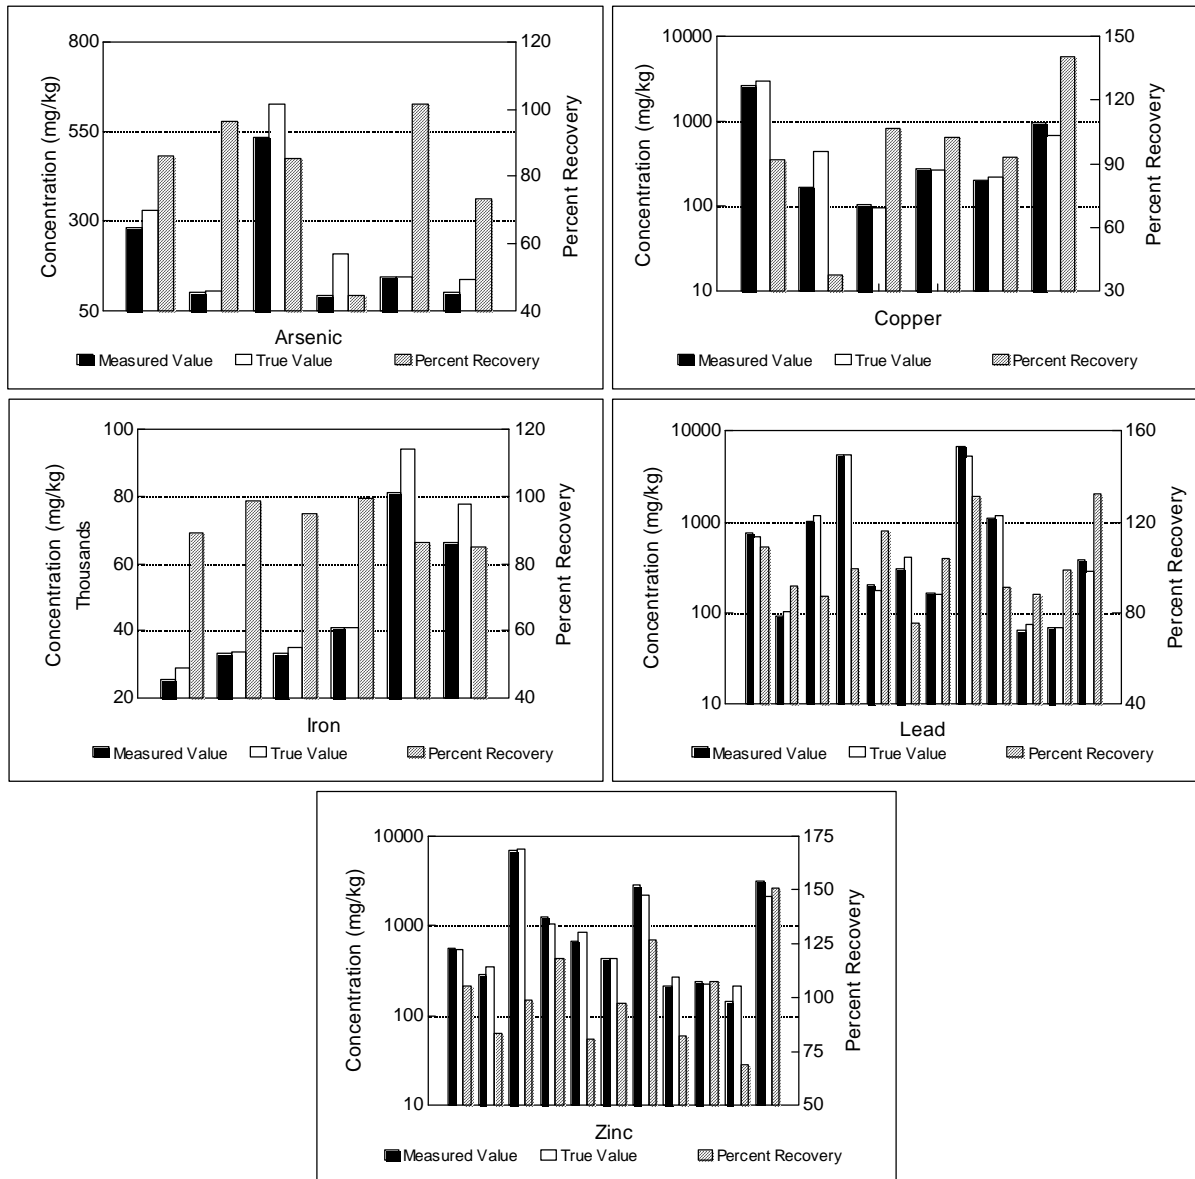 800
550
300
50
Concentration (mg/kg)
120
100
80
60
40
Percent Recovery
Arsenic
Measured Value True Value Percent Recovery
10000
1000
100
10
Concentration (mg/kg)
150
120
90
60
30
Percent Recovery
Copper
Measured Value True Value Percent Recovery
100
80
60
40
20
Concentration (mg/kg)
Thousands
120
100
80
60
40
Percent Recovery
Iron
Measured Value True Value Percent Recovery
10000
1000
100
10
Concentration (mg/kg)
160
120
80
40
Percent Recovery
Lead
Measured Value True Value Percent Recovery
10000
1000
100
10
Concentration (mg/kg)
175
150
125
100
75
50
Percent Recovery
Zinc
Measured Value True Value Percent Recovery